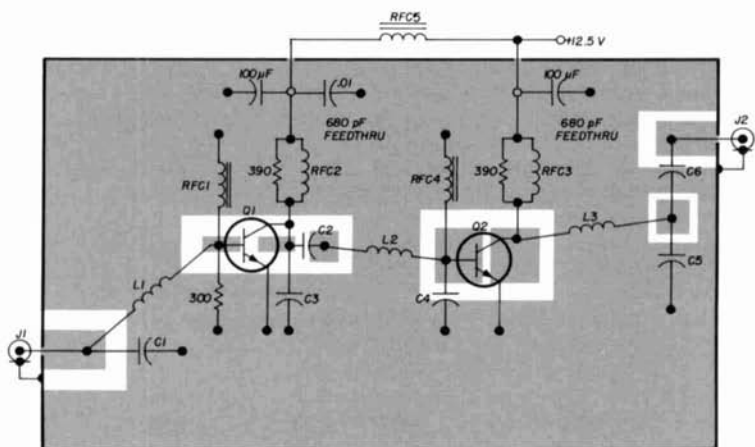 RFC5
+12.5 V
100 µF
.01
100 µF
680 pF
FEEDTHRU
680 pF
FEEDTHRU
J2
RFC1
390
RFC2
RFC4
390
RFC3
C6
Q1
C2
Q2
L2
L3
L1
C5
300
C3
C4
J1
C1